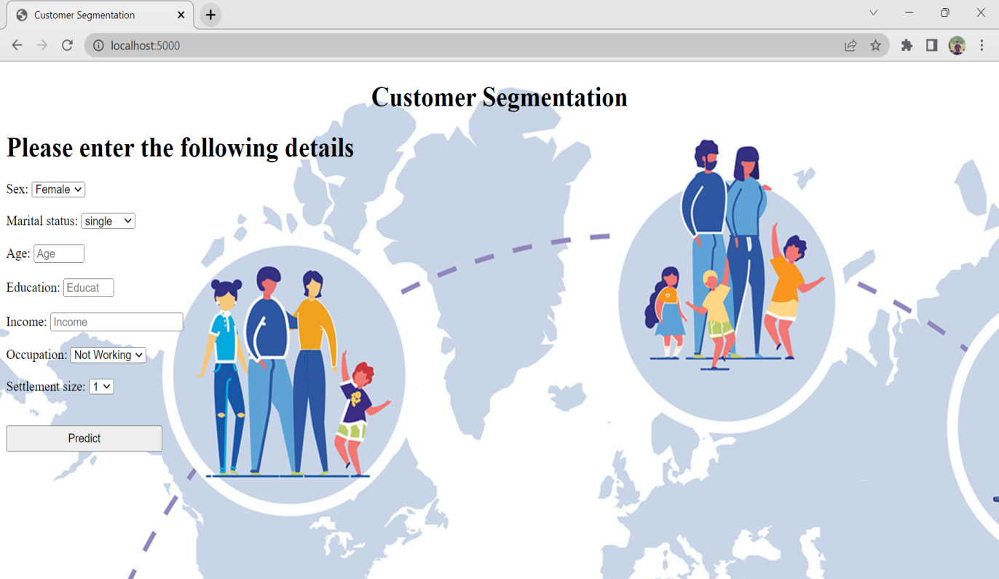 Customer Segmentation
localhost:5000
Customer Segmentation
Please enter the following details
Sex: Female
Marital status: single
Age: Age
Education: Educat
Income: Income
Occupation: Not Working
Settlement size: 1
Predict